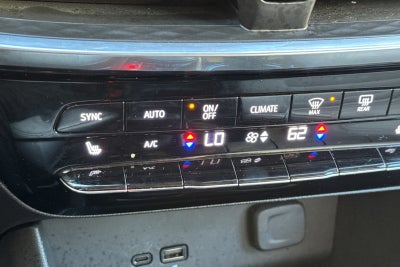 SYNC AUTO ON/ OFF CLIMATE MAX REAR
A/C LO 62